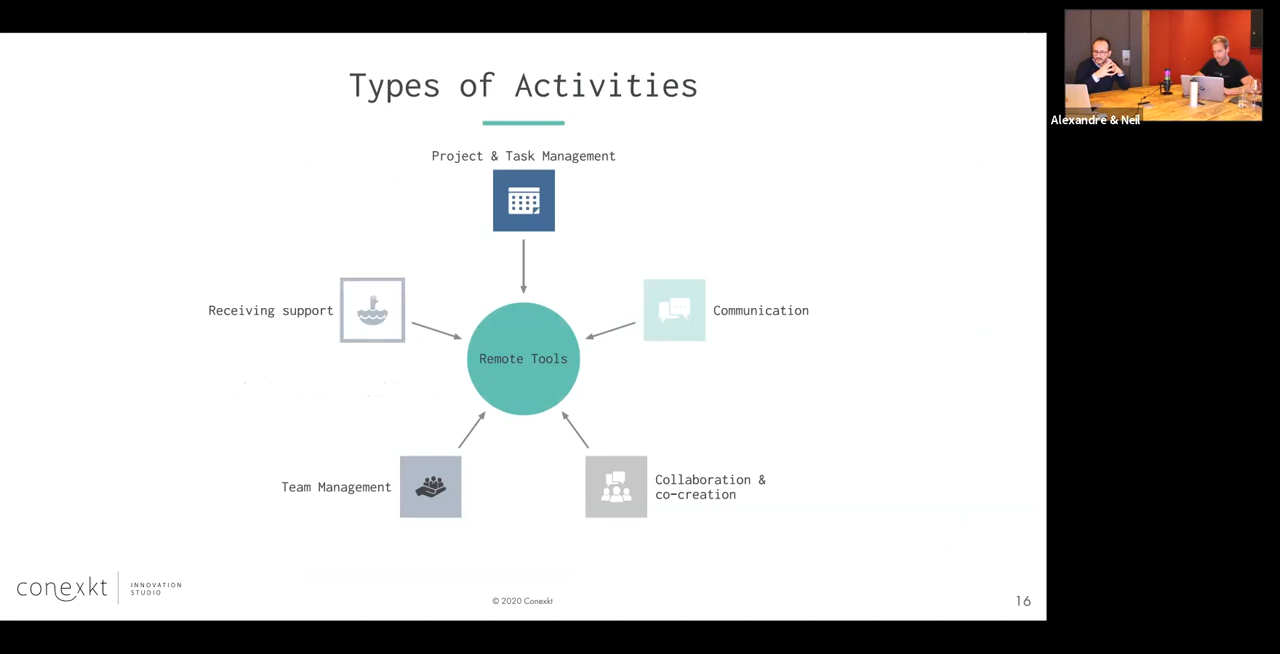 Types of Activities
Project & Task Management
Receiving support
Communication
Remote Tools
Team Management
Collaboration &
co-creation
conexkt
INNOVATION
STUDIO
© 2020 Conexkt
16
Alexandre & Neil